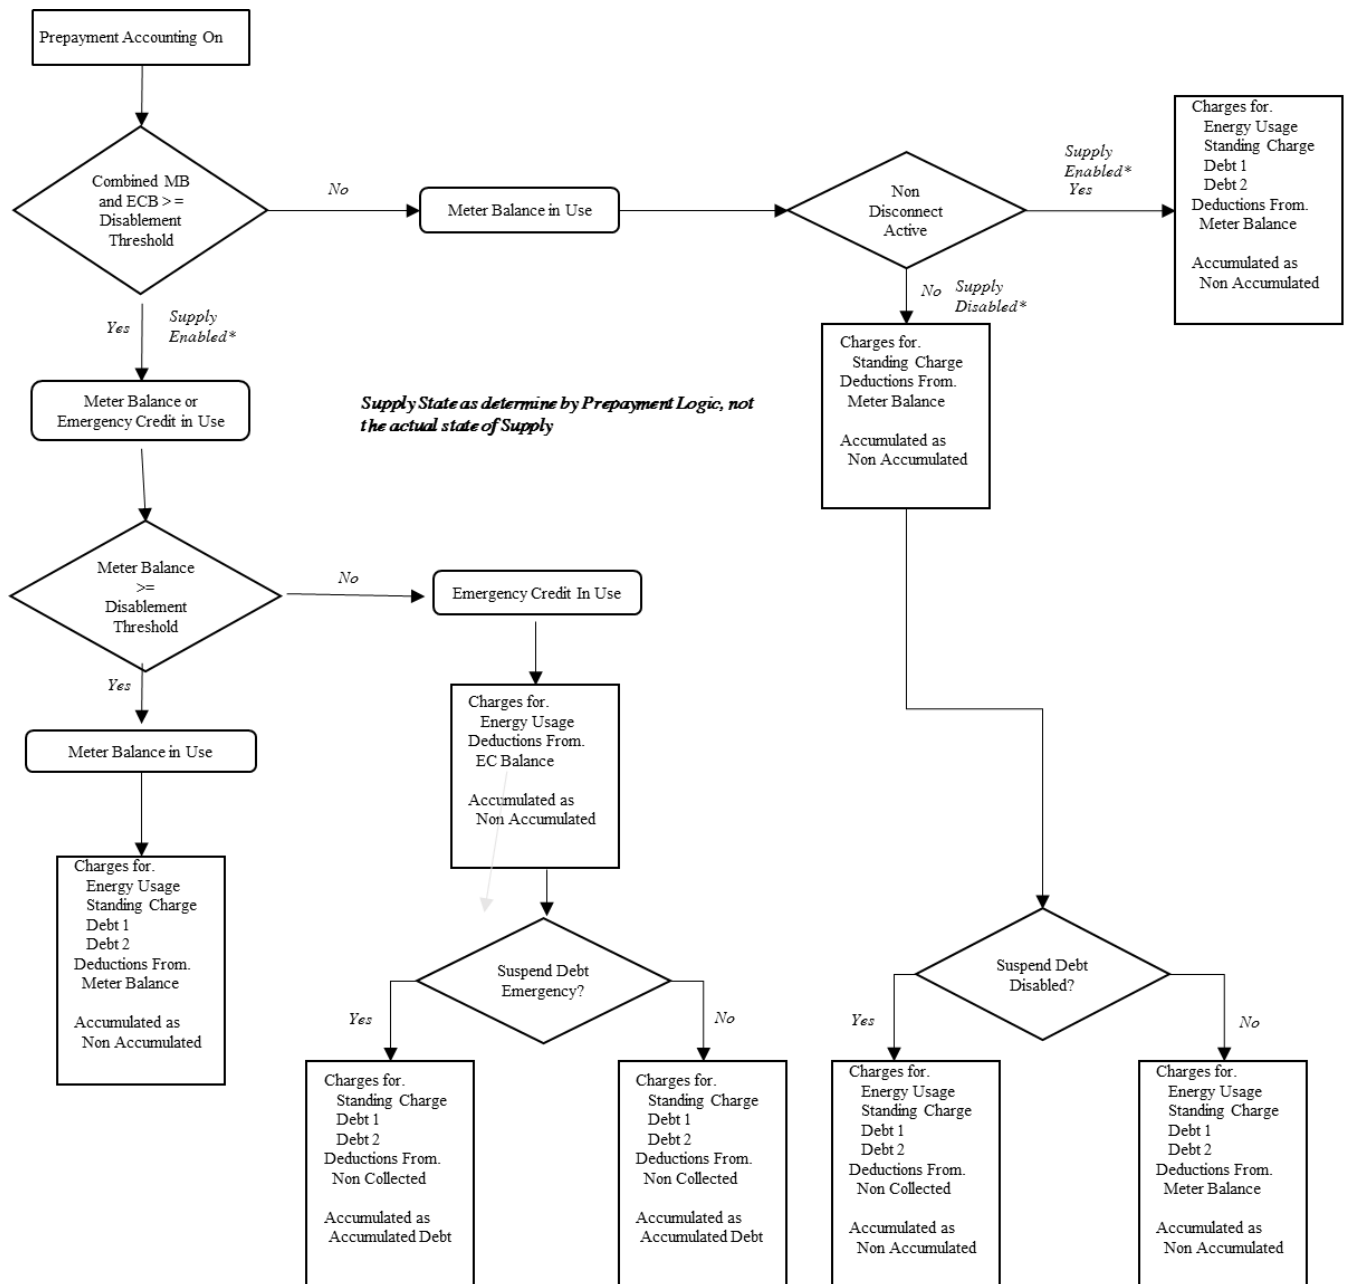 Prepayment Accounting On
Combined MB
and ECB > =
Disablement
Threshold
No
Meter Balance in Use
Non
Disconnect
Active
Supply
Enabled*
Yes
Charges for.
Energy Usage
Standing Charge
Debt 1
Debt 2
Deductions From.
Meter Balance
Accumulated as
Non Accumulated
No
Supply
Disabled*
Charges for.
Standing Charge
Deductions From.
Meter Balance
Accumulated as
Non Accumulated
Yes
Supply
Enabled*
Meter Balance or
Emergency Credit in Use
Supply State as determine by Prepayment Logic, not
the actual state of Supply
Meter Balance
>=
Disablement
Threshold
No
Emergency Credit In Use
Charges for.
Energy Usage
Deductions From.
EC Balance
Accumulated as
Non Accumulated
Yes
Meter Balance in Use
Charges for.
Energy Usage
Standing Charge
Debt 1
Debt 2
Deductions From.
Meter Balance
Accumulated as
Non Accumulated
Suspend Debt
Emergency?
Yes
No
Charges for.
Standing Charge
Debt 1
Debt 2
Deductions From.
Non Collected
Accumulated as
Accumulated Debt
Charges for.
Standing Charge
Debt 1
Debt 2
Deductions From.
Non Collected
Accumulated as
Accumulated Debt
Suspend Debt
Disabled?
Yes
No
Charges for.
Energy Usage
Standing Charge
Debt 1
Debt 2
Deductions From.
Non Collected
Accumulated as
Non Accumulated
Charges for.
Energy Usage
Standing Charge
Debt 1
Debt 2
Deductions From.
Meter Balance
Accumulated as
Non Accumulated